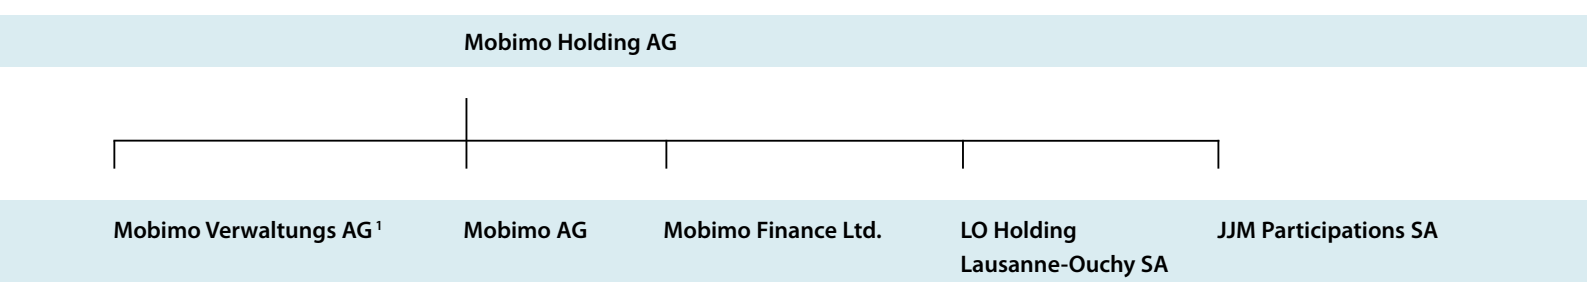 Mobimo Holding AG
Mobimo Verwaltungs AG ¹
Mobimo AG
Mobimo Finance Ltd.
LO Holding
Lausanne-Ouchy SA
JJM Participations SA